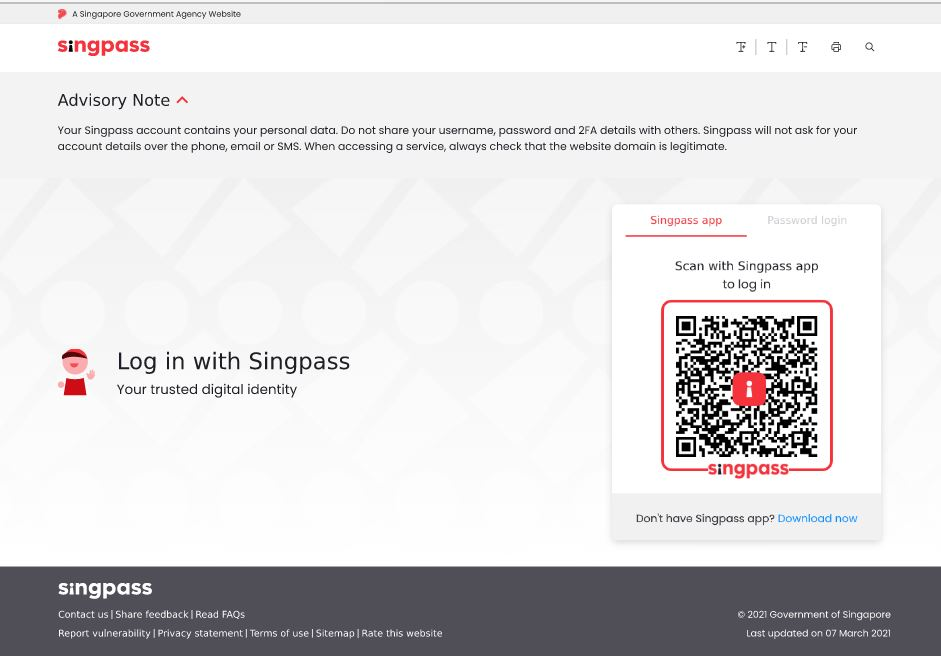 A Singapore Government Agency Website
singpass
T T T
Advisory Note
Your Singpass account contains your personal data. Do not share your username, password and 2FA details with others. Singpass will not ask for your
account details over the phone, email or SMS. When accessing a service, always check that the website domain is legitimate.
Singpass app Password login
Scan with Singpass app
to log in
singpass
Log in with Singpass
Your trusted digital identity
Don't have Singpass app? Download now
singpass
Contact us | Share feedback | Read FAQs
Report vulnerability | Privacy statement | Terms of use | Sitemap | Rate this website
© 2021 Government of Singapore
Last updated on 07 March 2021